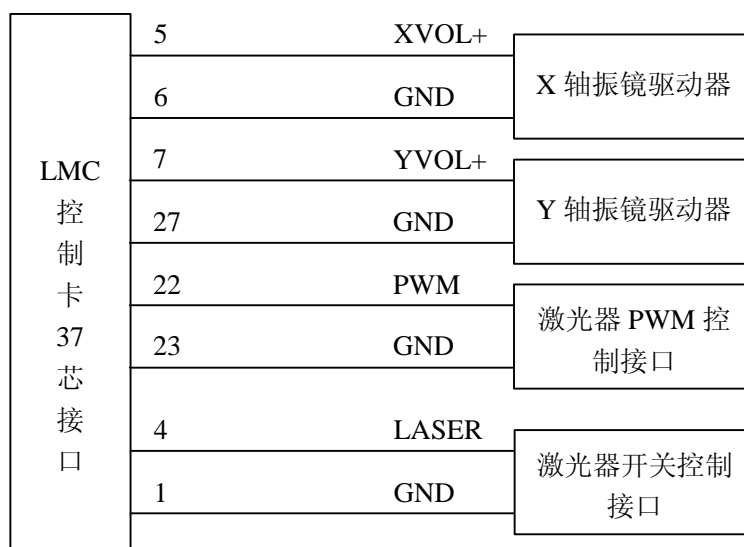 5 XVOL+
6 GND
X 轴振镜驱动器
7 YVOL+
27 GND
Y 轴振镜驱动器
22 PWM
23 GND
激光器 PWM 控
制接口
4 LASER
1 GND
激光器开关控制
接口
LMC
控
制
卡
37
芯
接
口